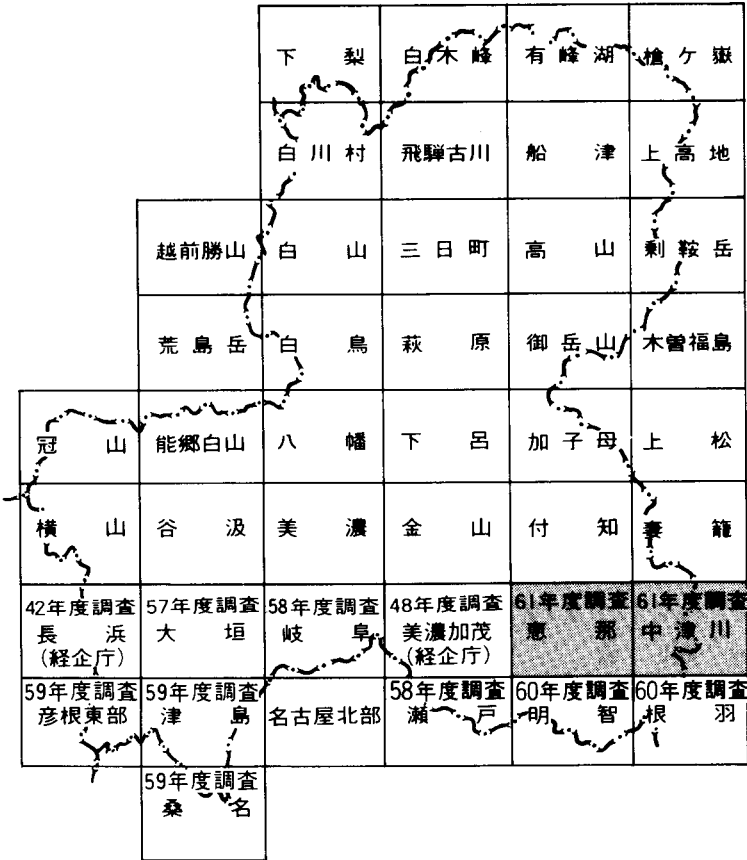 下梨 白木峰 有峰湖 槍ケ嶽
白川村 飛騨古川 船津 上高地
越前勝山 白山 三日町 高山 剰鞍岳
荒島岳 白鳥 萩原 御岳山 木曽福島
冠山 能郷白山 八幡 下呂 加子母 上松
横山 谷汲 美濃 金山 付知 妻籠
42年度調査 57年度調査 58年度調査 48年度調査 61年度調査 61年度調査
長浜 大垣 岐阜 美濃加茂 恵那 中津川
(経企庁) (経企庁)
59年度調査 59年度調査 58年度調査 60年度調査 60年度調査
彦根東部 津島 名古屋北部 瀬戸 明智 根羽
59年度調査
桑名